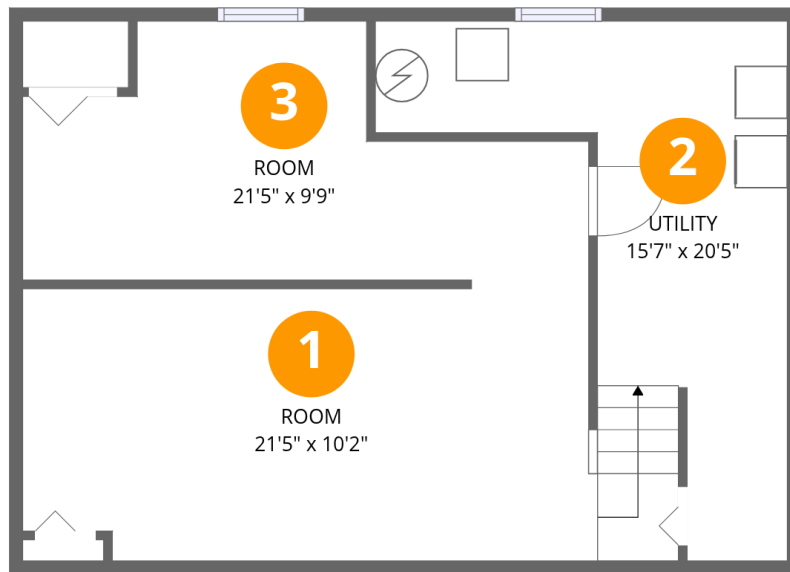 3
ROOM
21'5" x 9'9"
2
UTILITY
15'7" x 20'5"
1
ROOM
21'5" x 10'2"